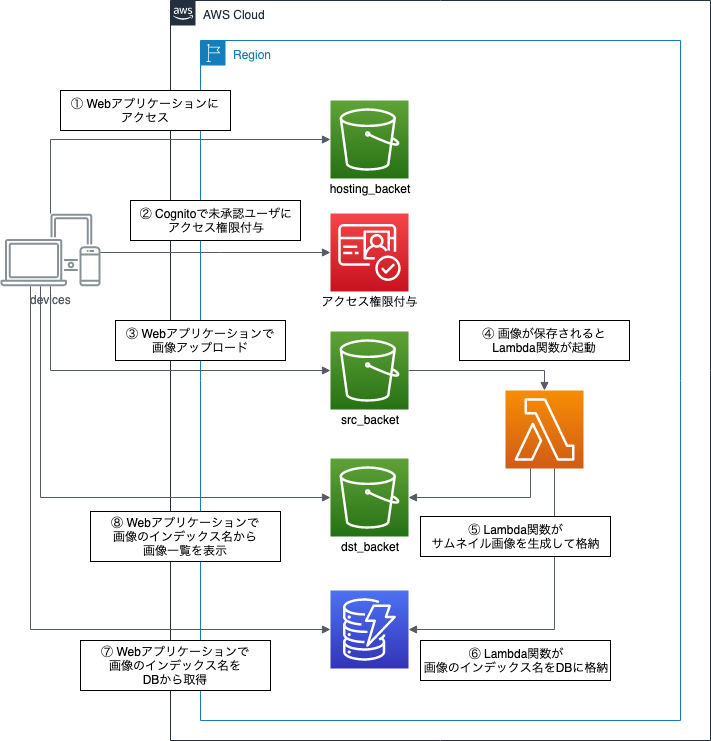 aws
AWS Cloud
Region
① Webアプリケーションに
アクセス
hosting_backet
② Cognitoで未承認ユーザに
アクセス権限付与
アクセス権限付与
devices
③ Webアプリケーションで
画像アップロード
④ 画像が保存されると
Lambda関数が起動
src_backet
⑧ Webアプリケーションで
画像のインデックス名から
画像一覧を表示
dst_backet
⑤ Lambda関数が
サムネイル画像を生成して格納
⑦ Webアプリケーションで
画像のインデックス名を
DBから取得
⑥ Lambda関数が
画像のインデックス名をDBに格納